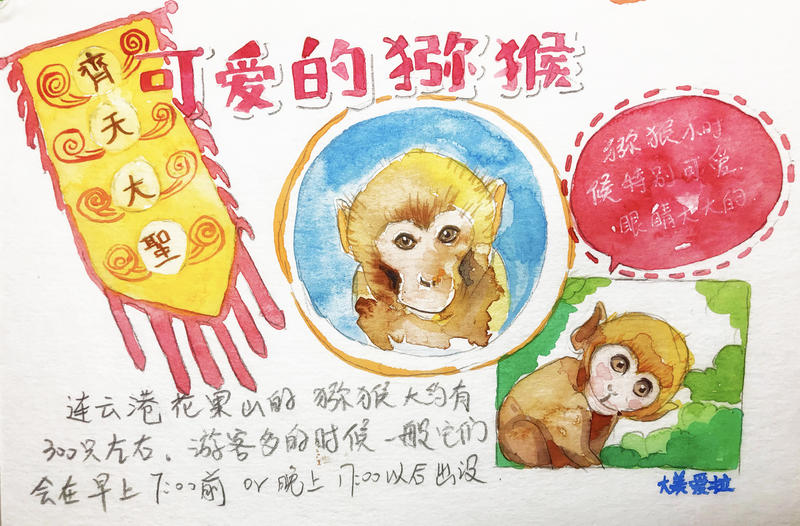 可爱的猕猴
齊
天
大
聖
猕猴小时
候特别可爱,
眼睛大大的.
连云港花果山的猕猴大约有
300只左右、游客多的时候一般它们
会在早上7:00前 or 晚上17:00以后出没.
大美爱拉